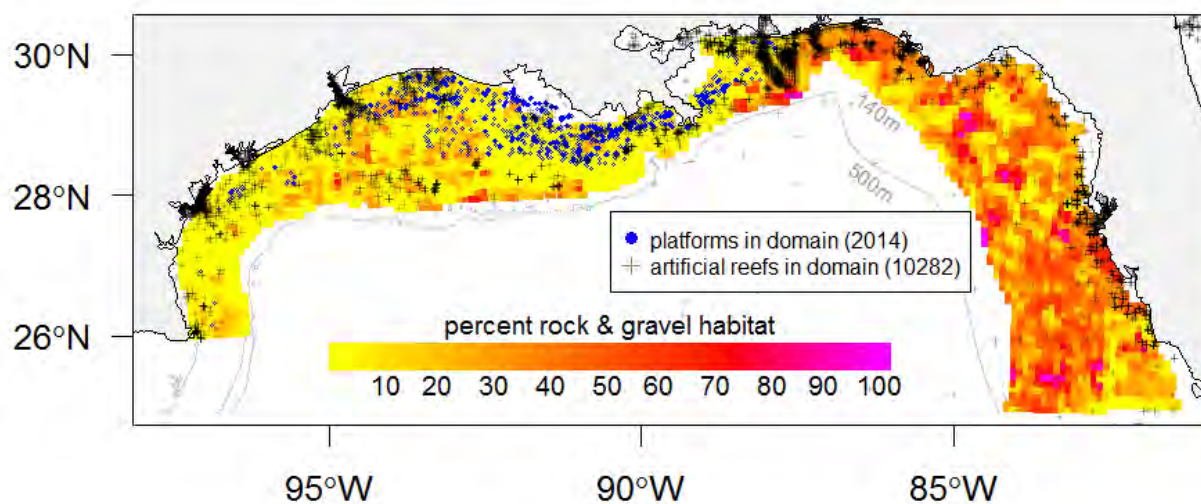 30°N
28°N
26°N
140m
500m
platforms in domain (2014)
artificial reefs in domain (10282)
percent rock & gravel habitat
10 20 30 40 50 60 70 80 90 100
95°W 90°W 85°W